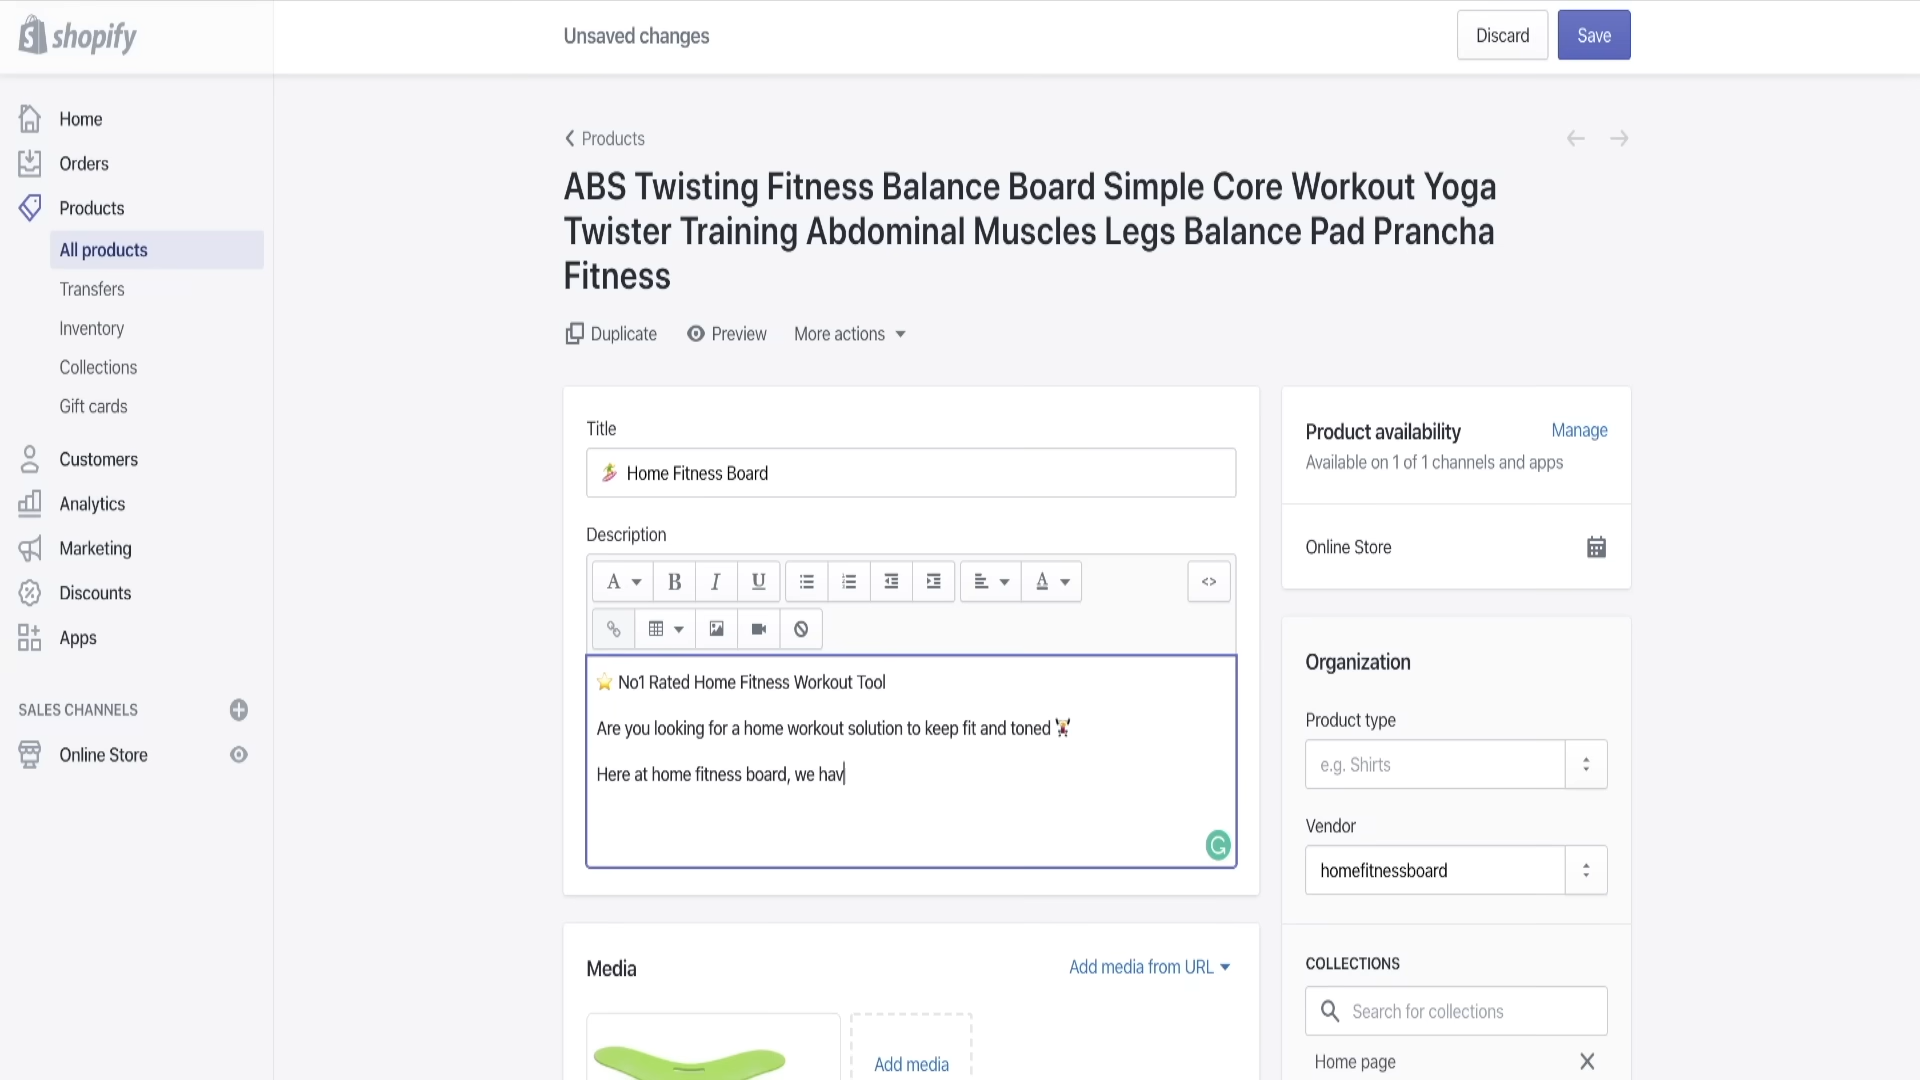 shopify
Unsaved changes
Discard
Save
Home
Orders
Products
All products
Transfers
Inventory
Collections
Gift cards
Customers
Analytics
Marketing
Discounts
Apps
SALES CHANNELS
Online Store
Products
ABS Twisting Fitness Balance Board Simple Core Workout Yoga
Twister Training Abdominal Muscles Legs Balance Pad Prancha
Fitness
Duplicate
Preview
More actions
Title
🏄 Home Fitness Board
Description
A
B
I
U
A
<>
⭐ No1 Rated Home Fitness Workout Tool
Are you looking for a home workout solution to keep fit and toned 🏋
Here at home fitness board, we hav
Media
Add media from URL
Add media
Product availability
Manage
Available on 1 of 1 channels and apps
Online Store
Organization
Product type
e.g. Shirts
Vendor
homefitnessboard
COLLECTIONS
Search for collections
Home page